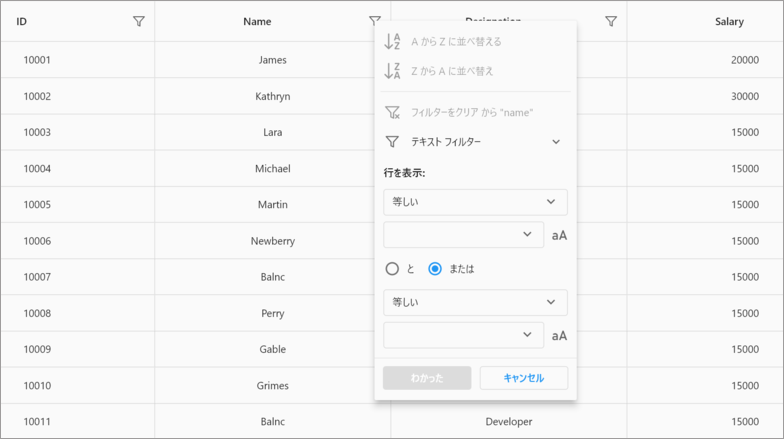 ID Name Designation Salary
A から Z に並べ替える
10001 James 20000
Z から A に並べ替え
10002 Kathryn 30000
フィルターをクリア から "name"
10003 Lara 15000
テキスト フィルター
10004 Michael 15000
行を表示:
10005 Martin 等しい 15000
aA
10006 Newberry 15000
と または
10007 Balnc 15000
等しい
10008 Perry 15000
aA
10009 Gable 15000
わかった キャンセル
10010 Grimes 15000
10011 Balnc Developer 15000